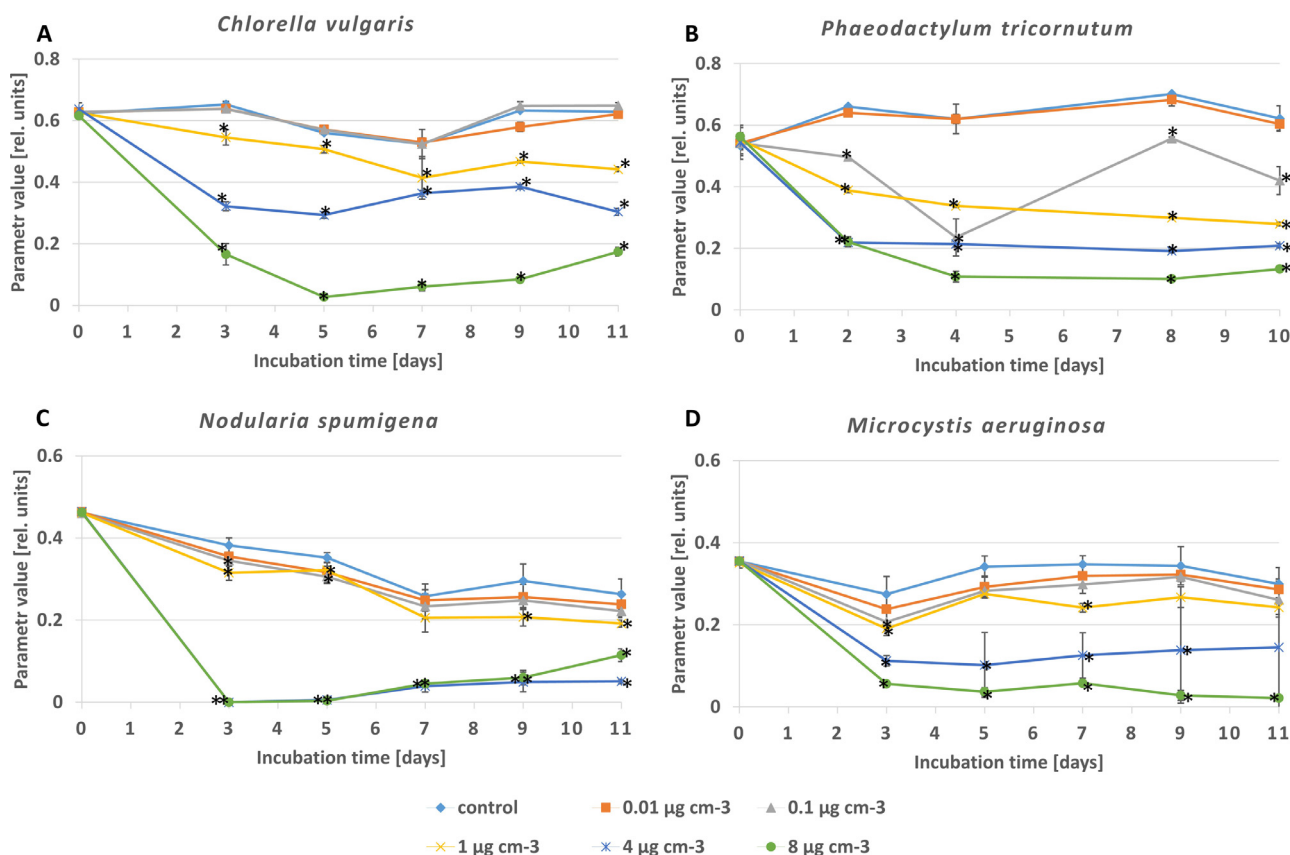 A
Chlorella vulgaris
Parametr value [rel. units]
0.8
0.6
0.4
0.2
0
0 1 2 3 4 5 6 7 8 9 10 11
Incubation time [days]
B
Phaeodactylum tricornutum
Parametr value [rel. units]
0.8
0.6
0.4
0.2
0
0 1 2 3 4 5 6 7 8 9 10
Incubation time [days]
C
Nodularia spumigena
Parametr value [rel. units]
0.6
0.4
0.2
0
0 1 2 3 4 5 6 7 8 9 10 11
Incubation time [days]
D
Microcystis aeruginosa
Parametr value [rel. units]
0.6
0.4
0.2
0
0 1 2 3 4 5 6 7 8 9 10 11
Incubation time [days]
control 0.01 µg cm-3 0.1 µg cm-3
1 µg cm-3 4 µg cm-3 8 µg cm-3